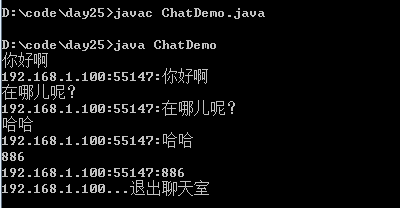 D:\code\day25>javac ChatDemo.java
D:\code\day25>java ChatDemo
你好啊
192.168.1.100:55147:你好啊
在哪儿呢?
192.168.1.100:55147:在哪儿呢?
哈哈
192.168.1.100:55147:哈哈
886
192.168.1.100:55147:886
192.168.1.100...退出聊天室